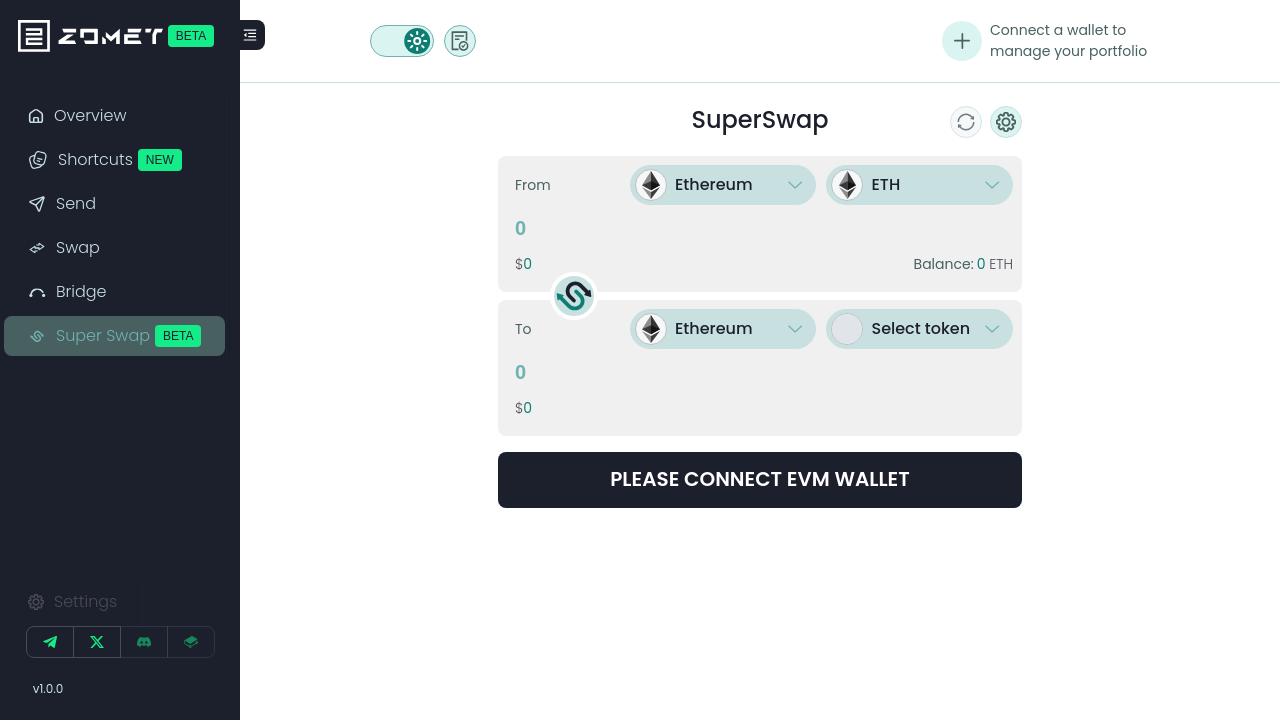 ZOMET BETA
Overview
Shortcuts NEW
Send
Swap
Bridge
Super Swap BETA
Settings
v1.0.0
Connect a wallet to
manage your portfolio
SuperSwap
From Ethereum ETH
0
$0 Balance: 0 ETH
To Ethereum Select token
0
$0
PLEASE CONNECT EVM WALLET